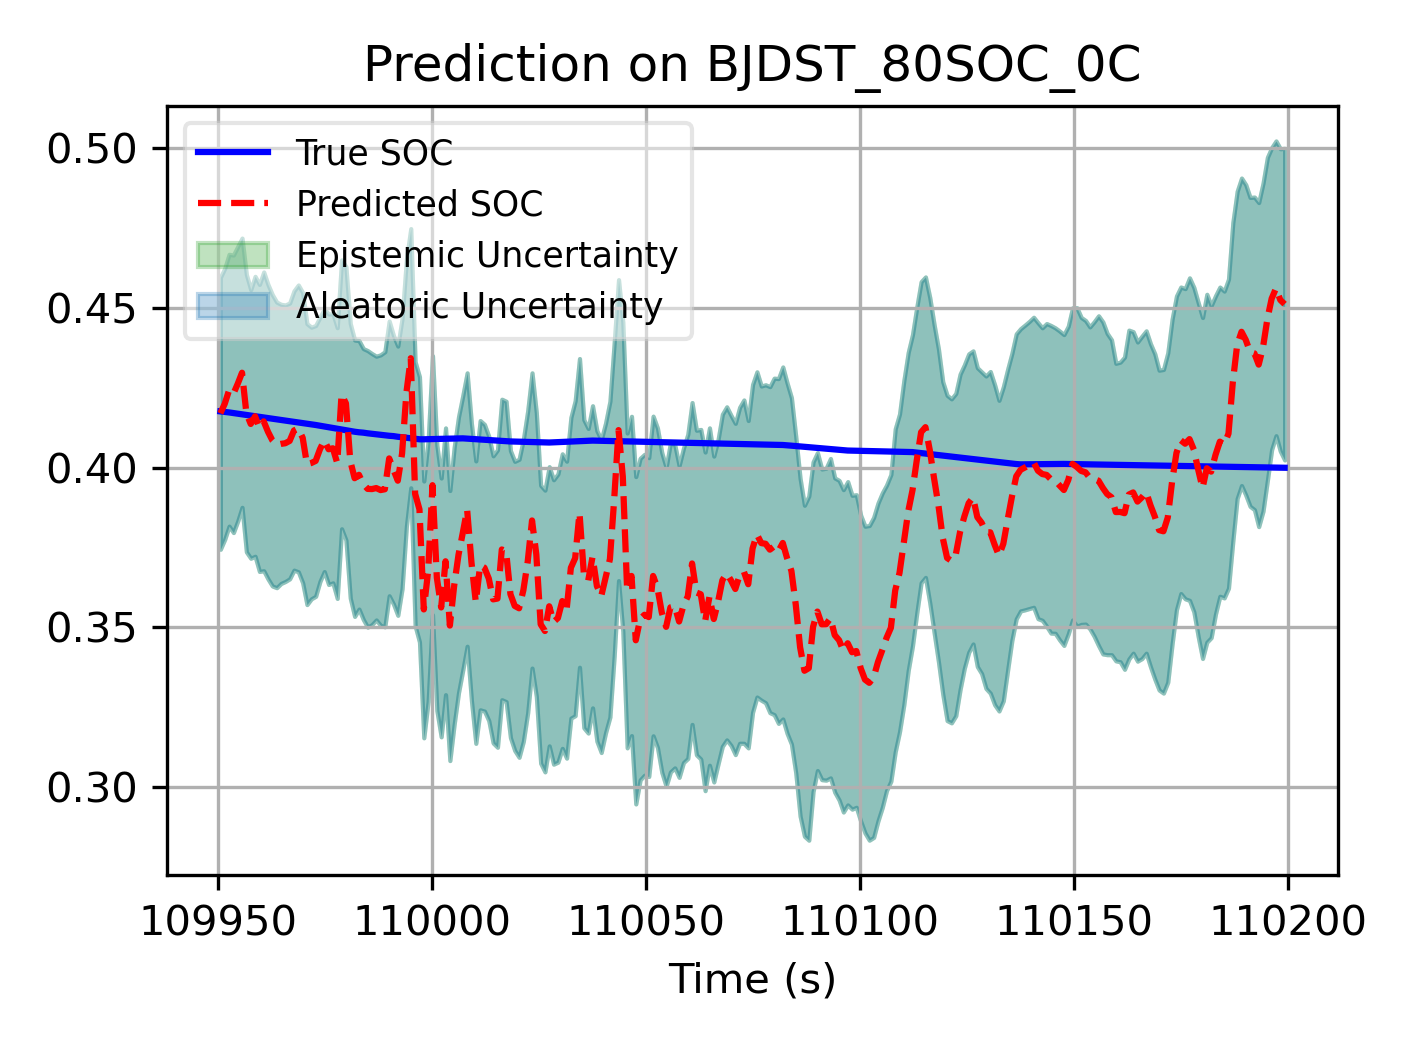 Prediction on BJDST_80SOC_0C
True SOC
Predicted SOC
Epistemic Uncertainty
Aleatoric Uncertainty
0.50
0.45
0.40
0.35
0.30
109950 110000 110050 110100 110150 110200
Time (s)